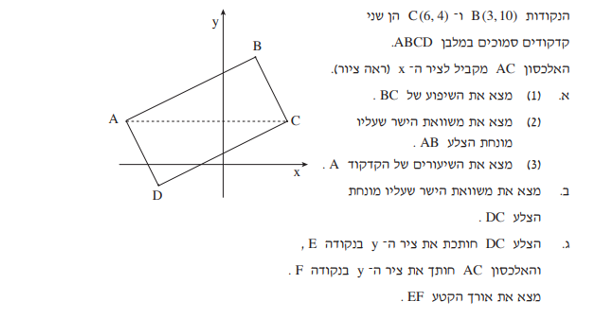 הנקודות B(3, 10) ו־ C(6, 4) הן שני
קדקודים סמוכים במלבן ABCD.
האלכסון AC מקביל לציר ה־ x (ראה ציור).
א. (1) מצא את השיפוע של BC .
(2) מצא את משוואת הישר שעליו
מונחת הצלע AB .
(3) מצא את השיעורים של הקדקוד A .
ב. מצא את משוואת הישר שעליו מונחת
הצלע DC .
ג. הצלע DC חותכת את ציר ה־ y בנקודה E ,
והאלכסון AC חותך את ציר ה־ y בנקודה F .
מצא את אורך הקטע EF .
y
B
A
C
x
D